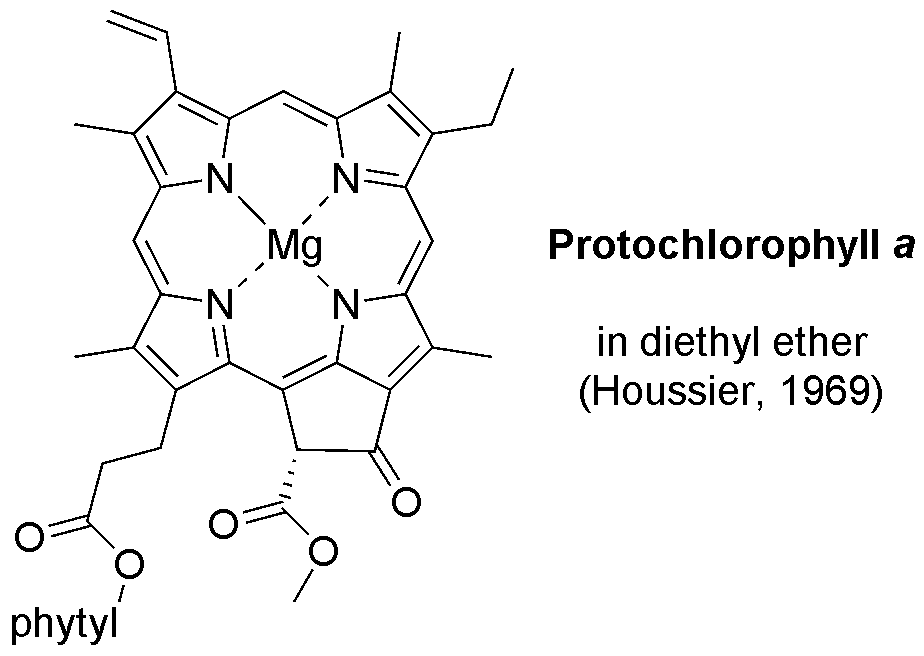 N
N
Mg
N
N
Protochlorophyll a
in diethyl ether
(Houssier, 1969)
O
O
O
O
O
phytyl